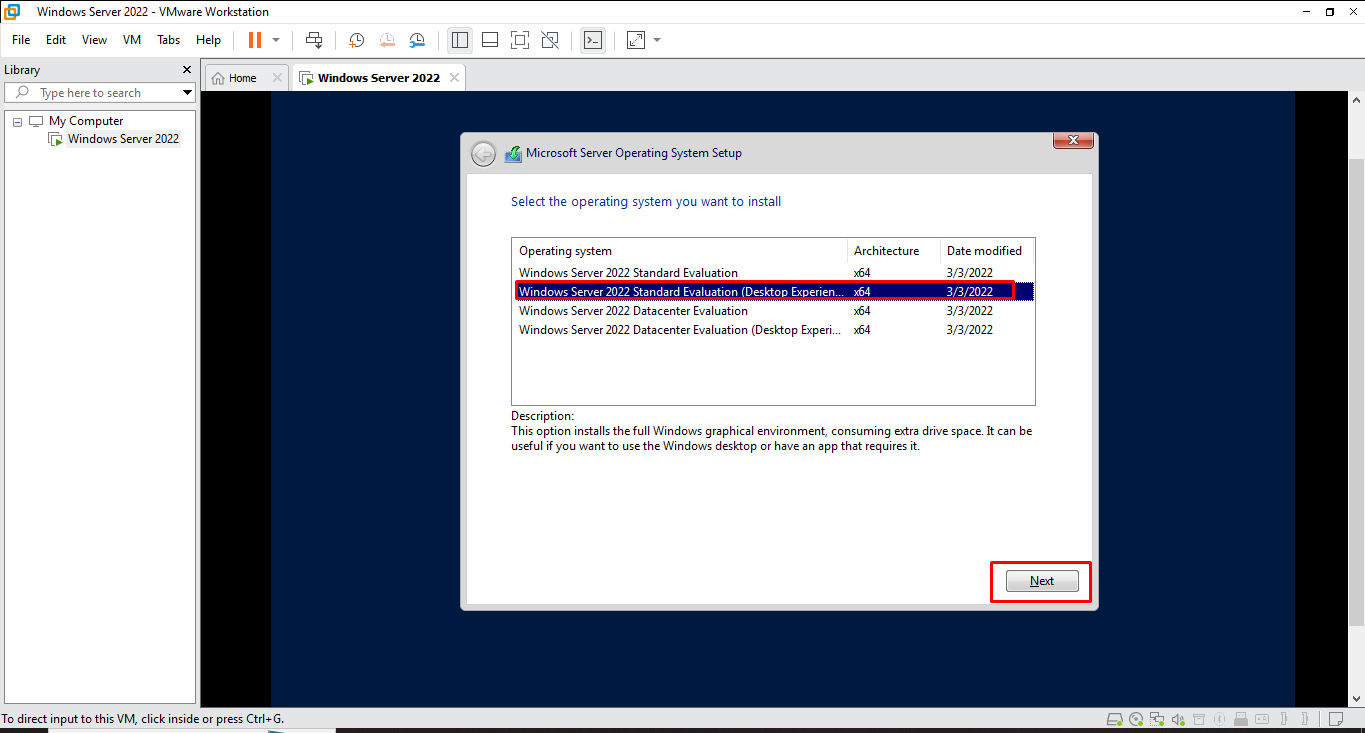 Windows Server 2022 - VMware Workstation
File Edit View VM Tabs Help
Library
Type here to search
My Computer
Windows Server 2022
Home
Windows Server 2022
Microsoft Server Operating System Setup
Select the operating system you want to install
Operating system Architecture Date modified
Windows Server 2022 Standard Evaluation x64 3/3/2022
Windows Server 2022 Standard Evaluation (Desktop Experien... x64 3/3/2022
Windows Server 2022 Datacenter Evaluation x64 3/3/2022
Windows Server 2022 Datacenter Evaluation (Desktop Experi... x64 3/3/2022
Description:
This option installs the full Windows graphical environment, consuming extra drive space. It can be
useful if you want to use the Windows desktop or have an app that requires it.
Next
To direct input to this VM, click inside or press Ctrl+G.